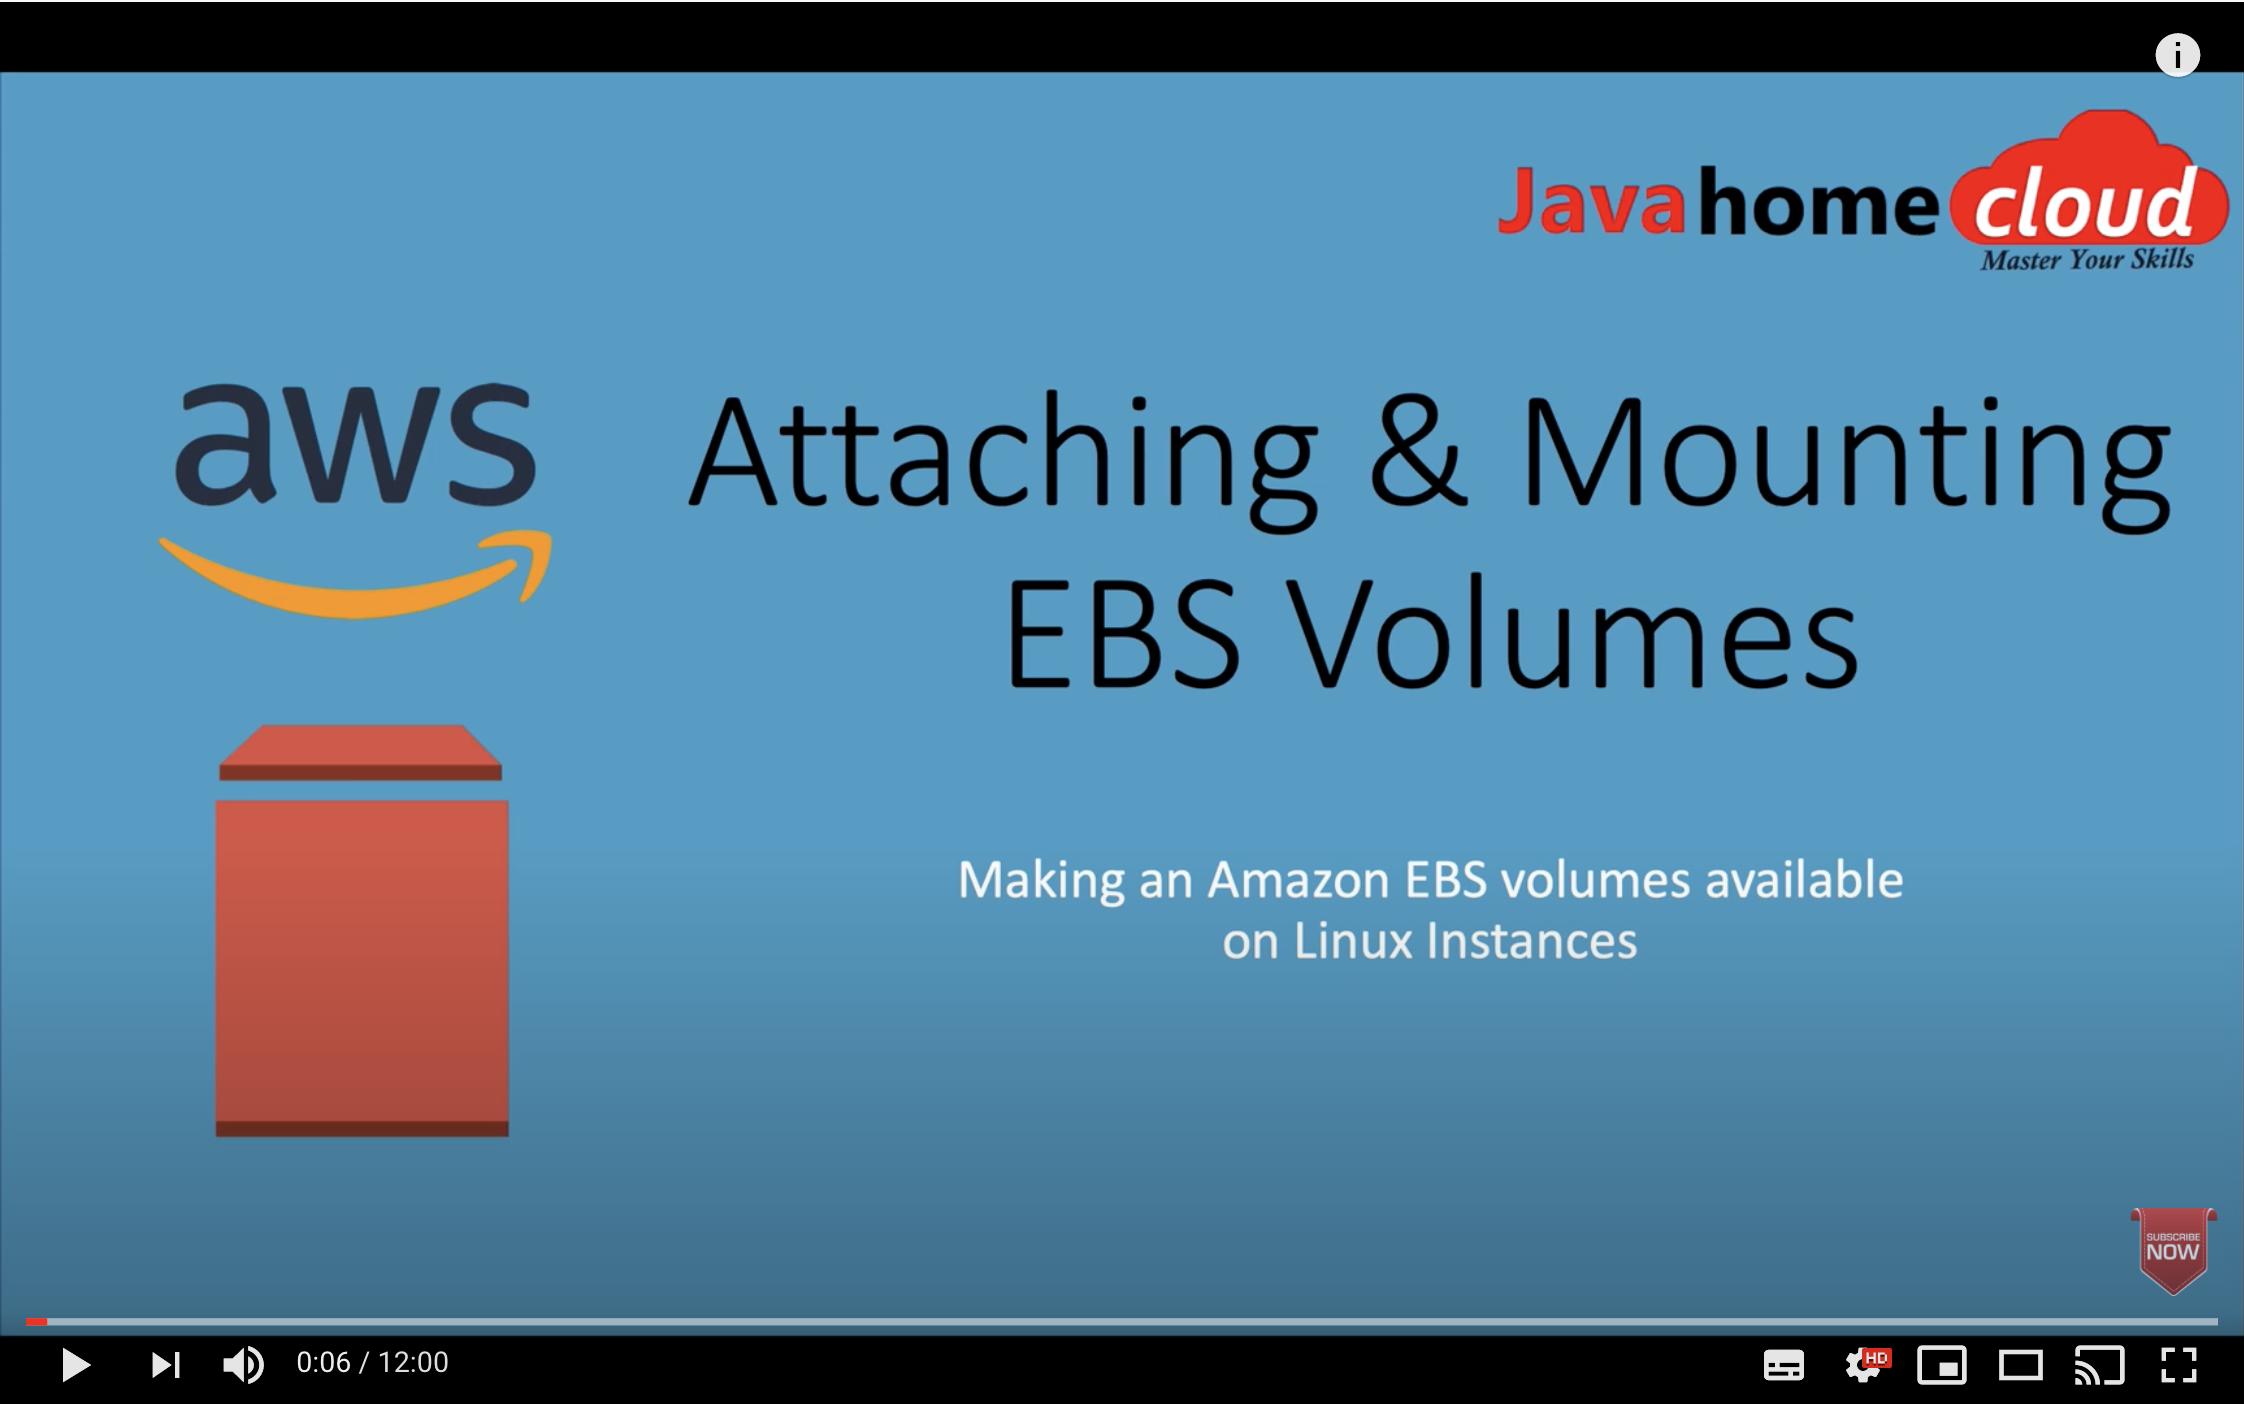 i
Javahome cloud
Master Your Skills
aws
Attaching & Mounting
EBS Volumes
Making an Amazon EBS volumes available
on Linux Instances
SUBSCRIBE
NOW
0:06 / 12:00
HD